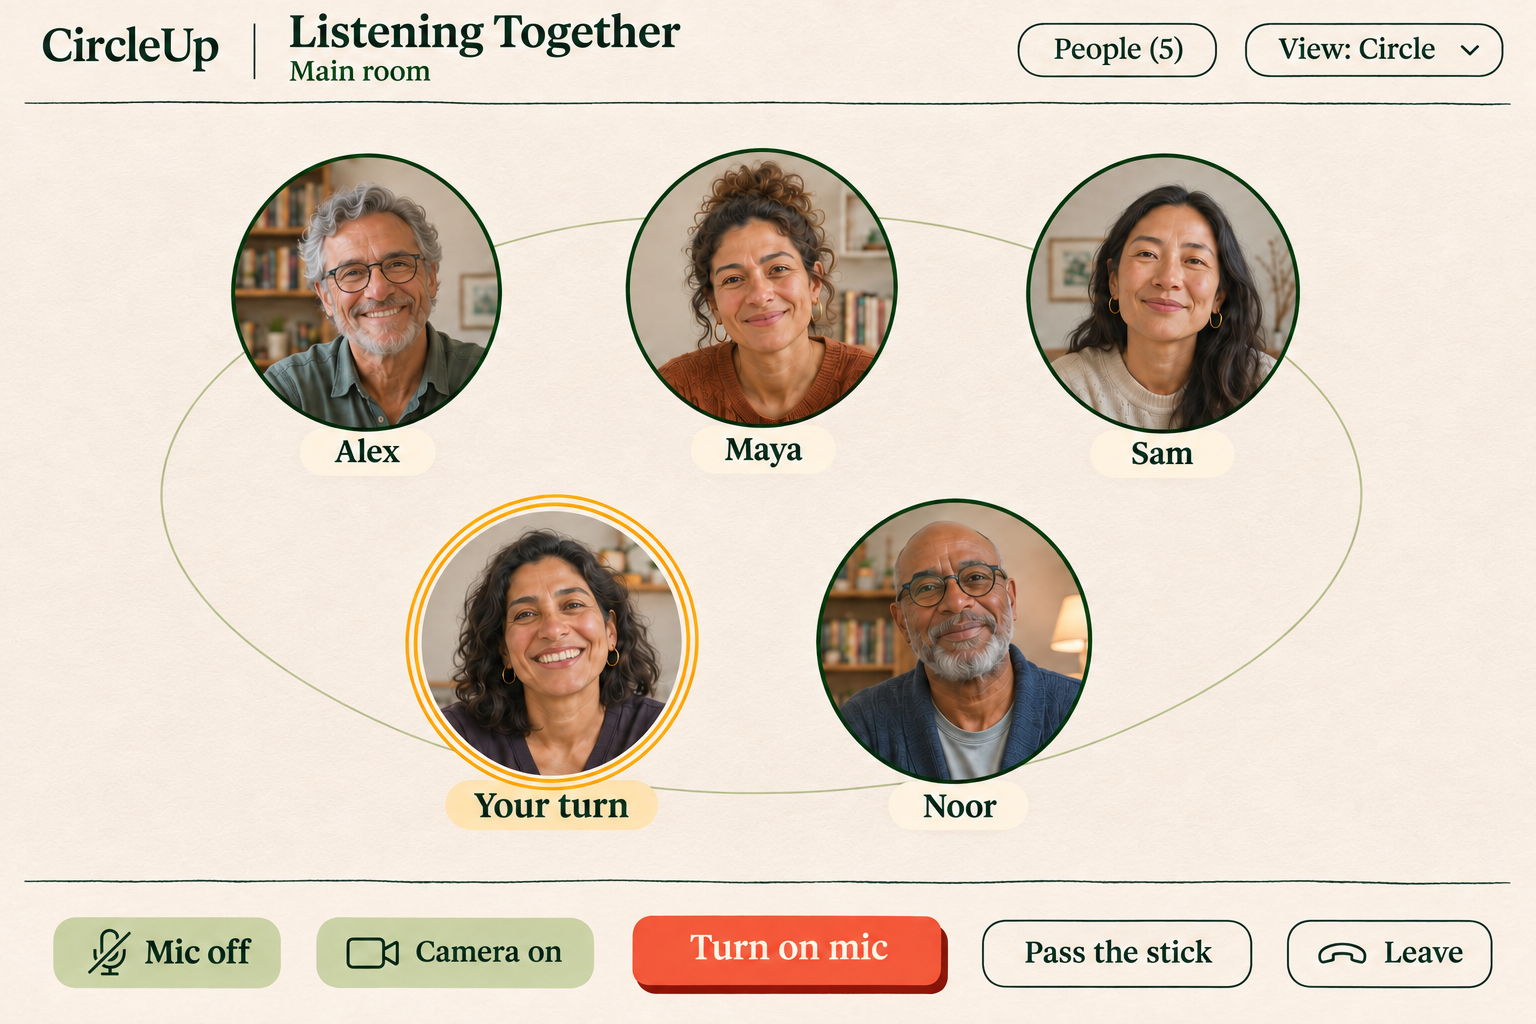 CircleUp
Listening Together
Main room
People (5)
View: Circle
Alex
Maya
Sam
Your turn
Noor
Mic off
Camera on
Turn on mic
Pass the stick
Leave